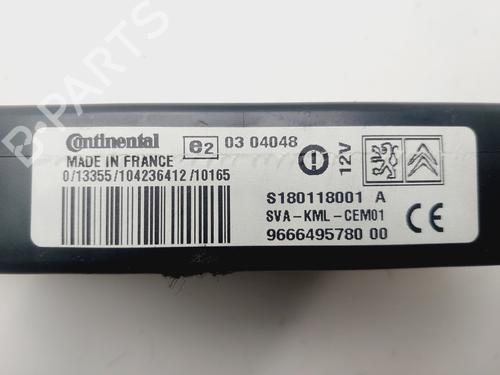 Continental
MADE IN FRANCE
0/13355/104236412/10165
e2
03 04048
12V
S180118001 A
SVA-KML-CEM01
9666495780 00
CE
B-PARTS